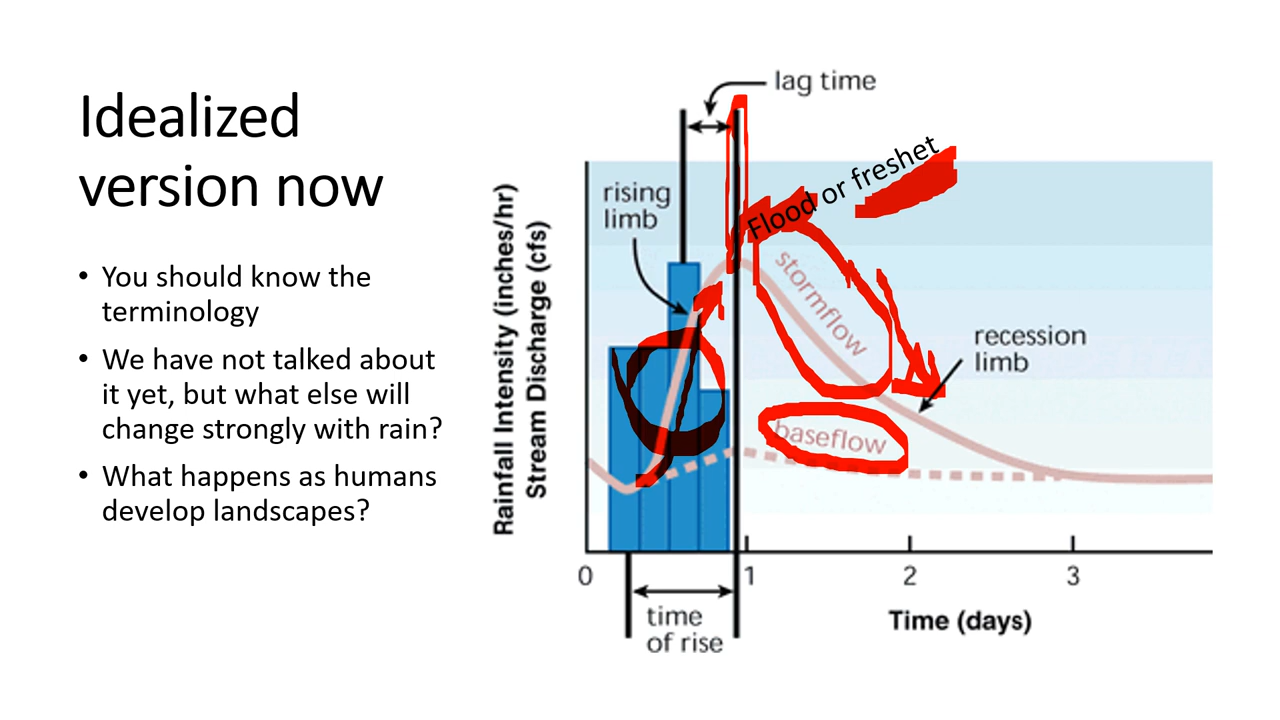 Idealized
version now
• You should know the
terminology
• We have not talked about
it yet, but what else will
change strongly with rain?
• What happens as humans
develop landscapes?
lag time
Flood or freshet
rising
limb
stormflow
recession
limb
baseflow
Rainfall Intensity (inches/hr)
Stream Discharge (cfs)
0 1 2 3
time
of rise
Time (days)